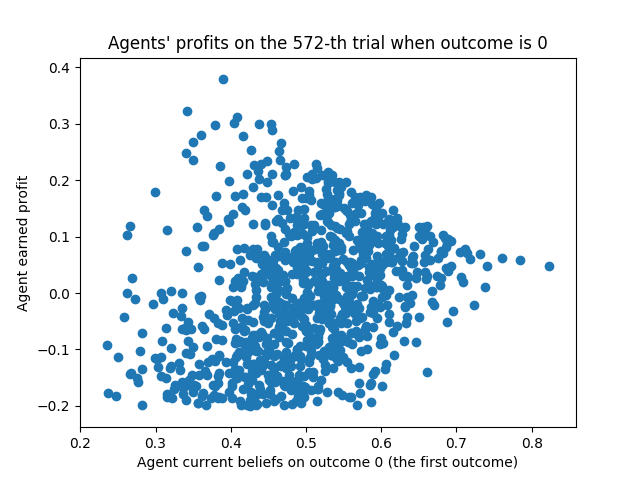 Agents' profits on the 572-th trial when outcome is 0
0.4
0.3
0.2
0.1
0.0
−0.1
−0.2
Agent earned profit
0.2 0.3 0.4 0.5 0.6 0.7 0.8
Agent current beliefs on outcome 0 (the first outcome)